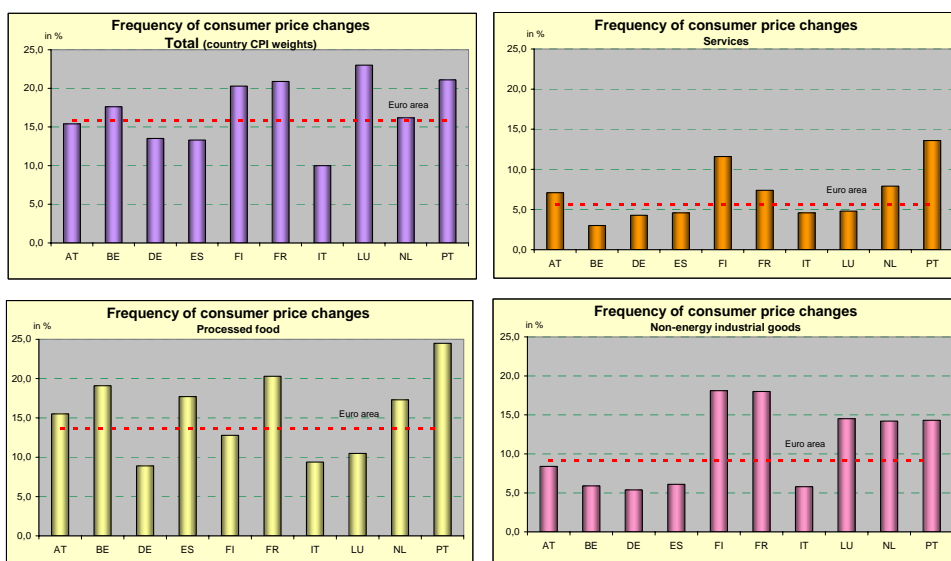 Frequency of consumer price changes
Total (country CPI weights)
in %
25,0
20,0
15,0
10,0
5,0
0,0
Euro area
AT BE DE ES FI FR IT LU NL PT
Frequency of consumer price changes
Services
in %
25,0
20,0
15,0
10,0
5,0
0,0
Euro area
AT BE DE ES FI FR IT LU NL PT
Frequency of consumer price changes
Processed food
in %
25,0
20,0
15,0
10,0
5,0
0,0
Euro area
AT BE DE ES FI FR IT LU NL PT
Frequency of consumer price changes
Non-energy industrial goods
in %
25,0
20,0
15,0
10,0
5,0
0,0
Euro area
AT BE DE ES FI FR IT LU NL PT